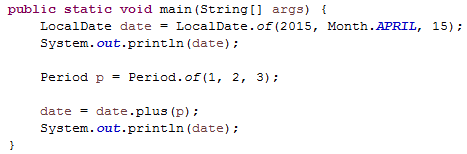 public static void main(String[] args) {
    LocalDate date = LocalDate.of(2015, Month.APRIL, 15);
    System.out.println(date);

    Period p = Period.of(1, 2, 3);

    date = date.plus(p);
    System.out.println(date);
}